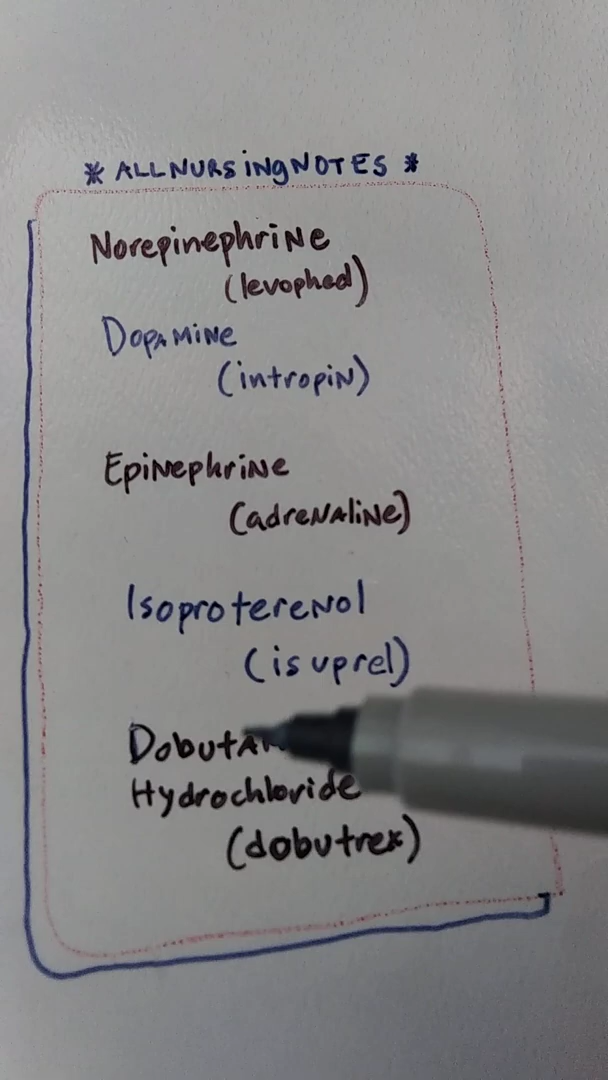 * ALLNURSINGNOTES *
Norepinephrine
(levophed)
Dopamine
(intropin)
Epinephrine
(adrenaline)
Isoproterenol
(isuprel)
Hydrochloride
(dobutrex)